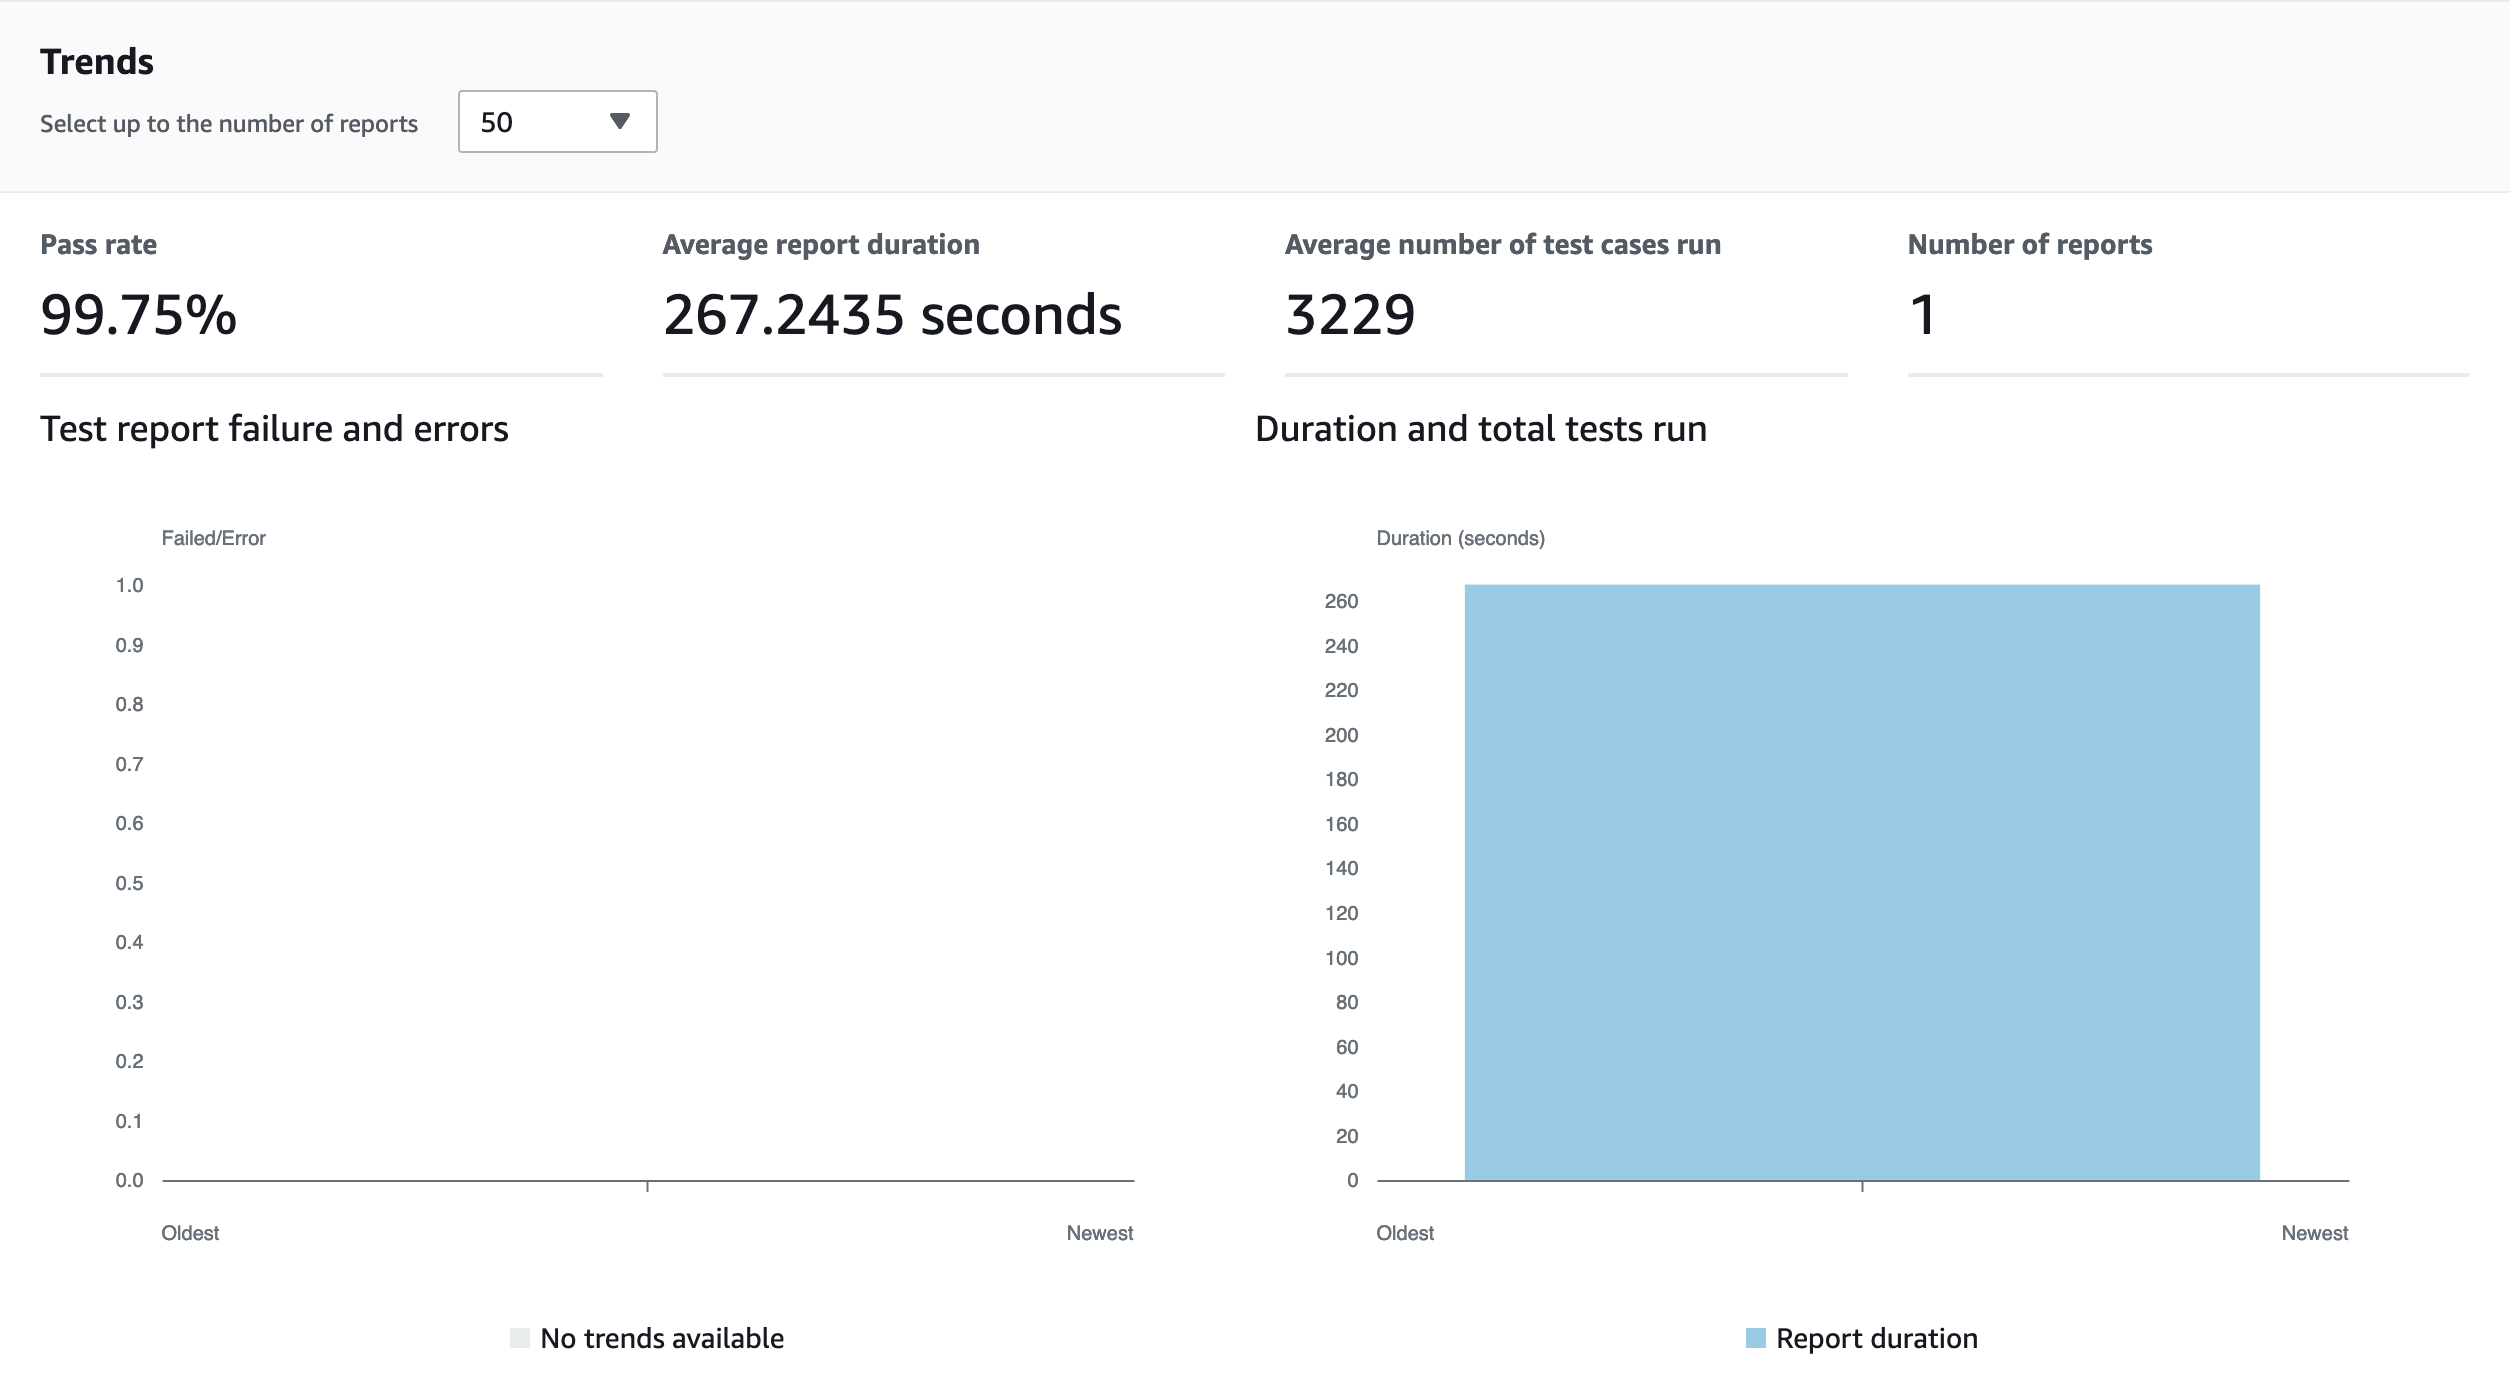 Trends
Select up to the number of reports
50
Pass rate
99.75%
Average report duration
267.2435 seconds
Average number of test cases run
3229
Number of reports
1
Test report failure and errors
Failed/Error
1.0
0.9
0.8
0.7
0.6
0.5
0.4
0.3
0.2
0.1
0.0
Oldest
Newest
No trends available
Duration and total tests run
Duration (seconds)
260
240
220
200
180
160
140
120
100
80
60
40
20
0
Oldest
Newest
Report duration